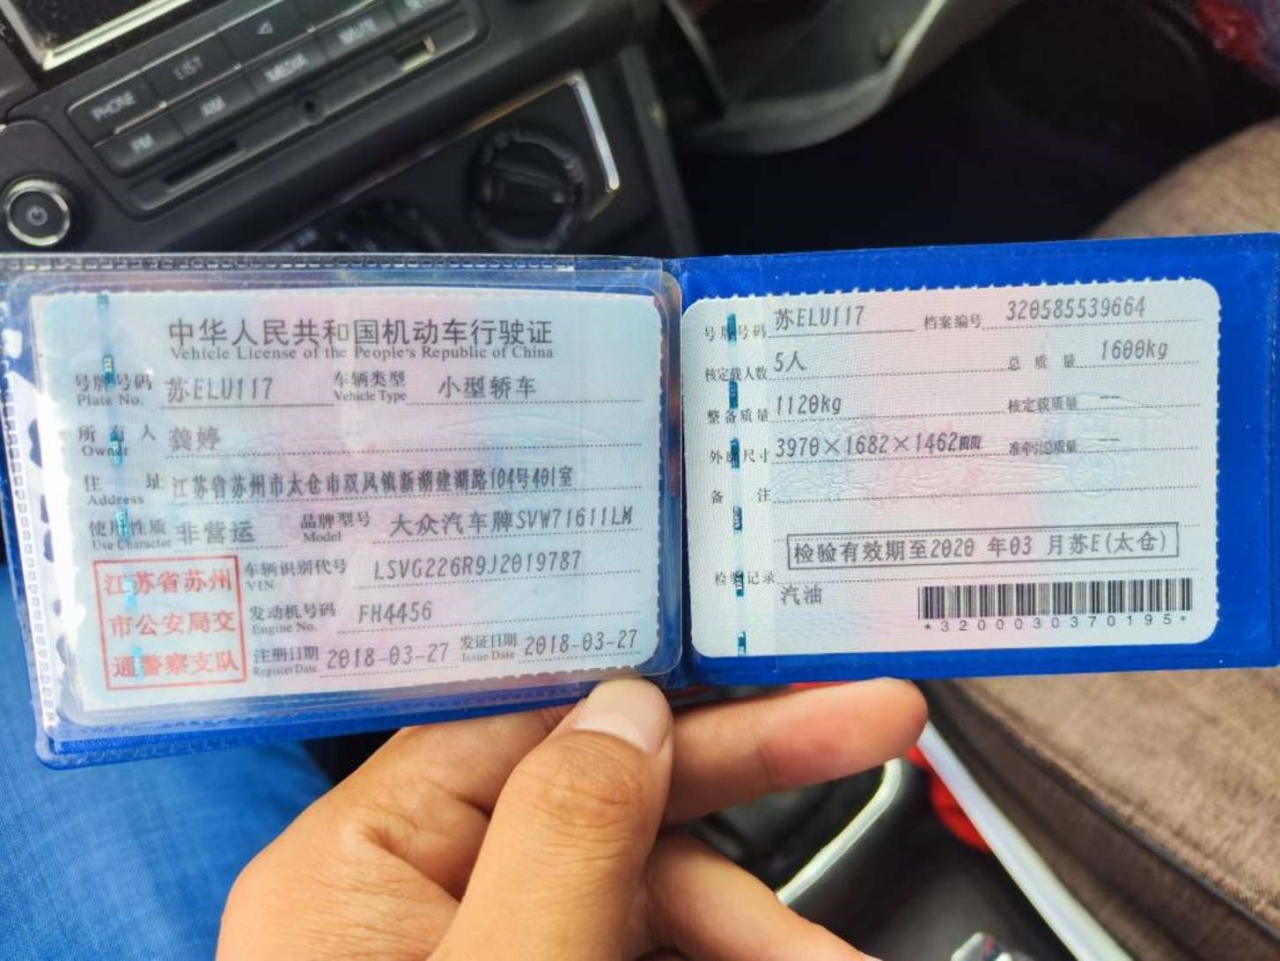 PHONE
LIST
MUTE
MEDIA
AM
FM
中华人民共和国机动车行驶证
Vehicle License of the People's Republic of China
号牌号码 苏ELU117 车辆类型 小型轿车
Plate No. Vehicle Type
所有人 龚婷
Owner
住址 江苏省苏州市太仓市双凤镇新湖建湖路104号401室
Address
使用性质 非营运 品牌型号 大众汽车牌SVW71611LM
Use Character Model
江苏省苏州
市公安局交
通警察支队
车辆识别代号 LSVG226R9J2019787
VIN
发动机号码 FH4456
Engine No.
注册日期 2018-03-27 发证日期 2018-03-27
Register Date Issue Date
号牌号码 苏ELU117 档案编号 320585539664
核定载人数 5人 总质量 1600kg
整备质量 1120kg 核定载质量 --
外廓尺寸 3970×1682×1462mm 准牵引总质量 --
备注
检验有效期至2020 年03 月苏E(太仓)
检验记录
汽油
*3200030370195*